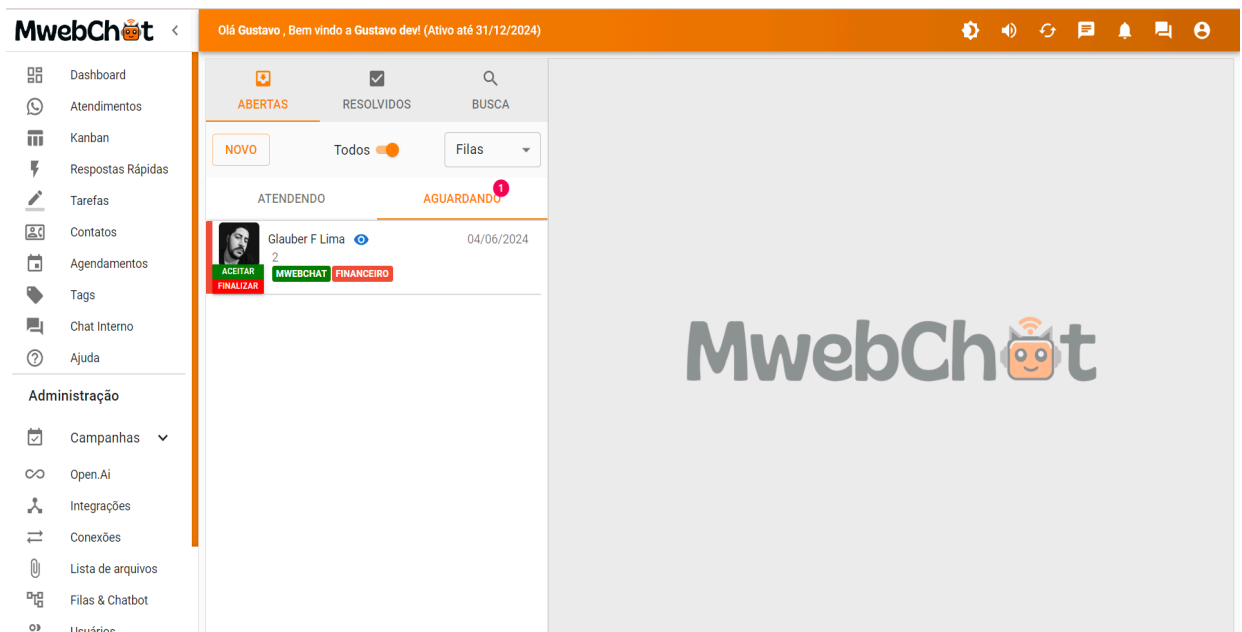 MwebChat
Olá Gustavo , Bem vindo a Gustavo dev! (Ativo até 31/12/2024)
Dashboard
Atendimentos
Kanban
Respostas Rápidas
Tarefas
Contatos
Agendamentos
Tags
Chat Interno
Ajuda
Administração
Campanhas
Open.Ai
Integrações
Conexões
Lista de arquivos
Filas & Chatbot
Usuários
ABERTAS RESOLVIDOS BUSCA
NOVO Todos Filas
ATENDENDO AGUARDANDO 1
Glauber F Lima 04/06/2024
2
ACEITAR MWEBCHAT FINANCEIRO
FINALIZAR
MwebChat